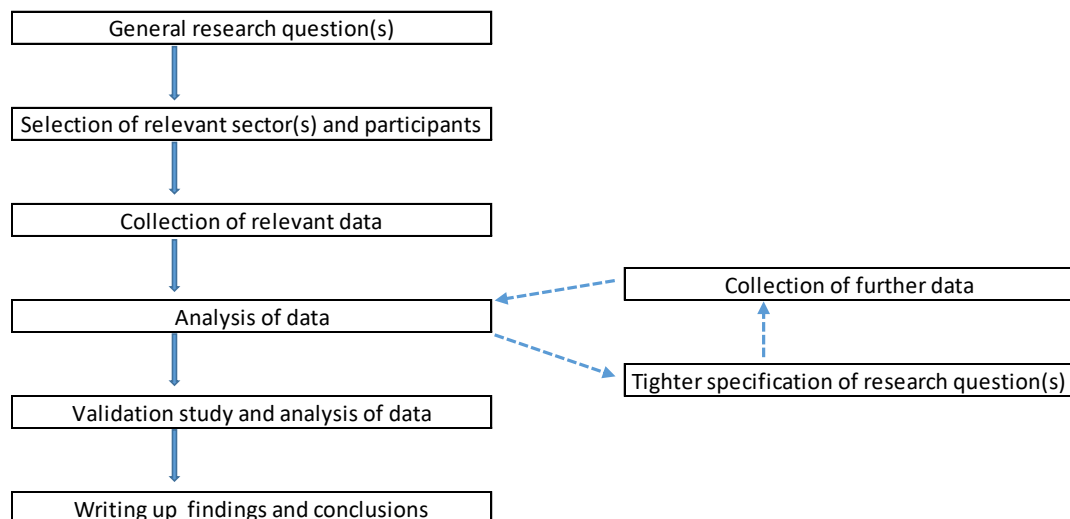 General research question(s)
Selection of relevant sector(s) and participants
Collection of relevant data
Collection of further data
Analysis of data
Tighter specification of research question(s)
Validation study and analysis of data
Writing up  findings and conclusions